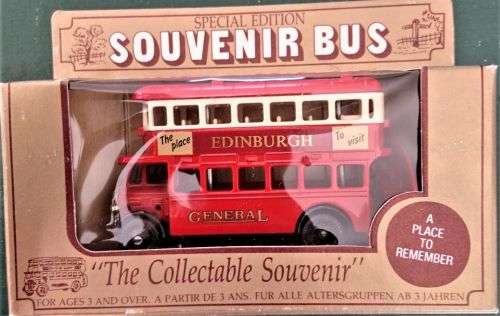 SPECIAL EDITION
SOUVENIR BUS
The place
EDINBURGH
To visit
GENERAL
A
PLACE
TO
REMEMBER
"The Collectable Souvenir"
FOR AGES 3 AND OVER. A PARTIR DE 3 ANS. FUR ALLE ALTERSGRUPPEN AB 3 JAHREN